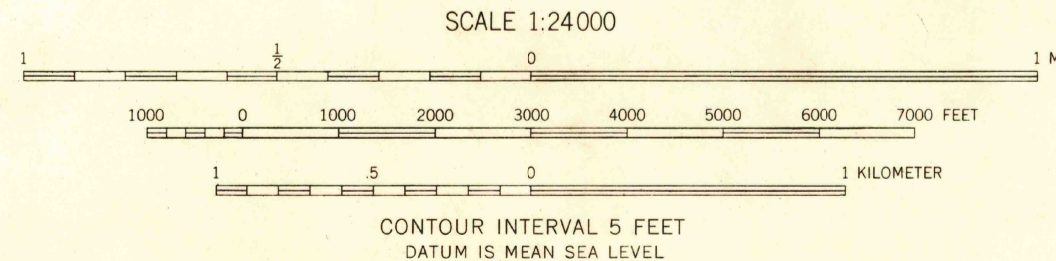 SCALE 1:24000
1 1/2 0 1 M
1000 0 1000 2000 3000 4000 5000 6000 7000 FEET
1 .5 0 1 KILOMETER
CONTOUR INTERVAL 5 FEET
DATUM IS MEAN SEA LEVEL